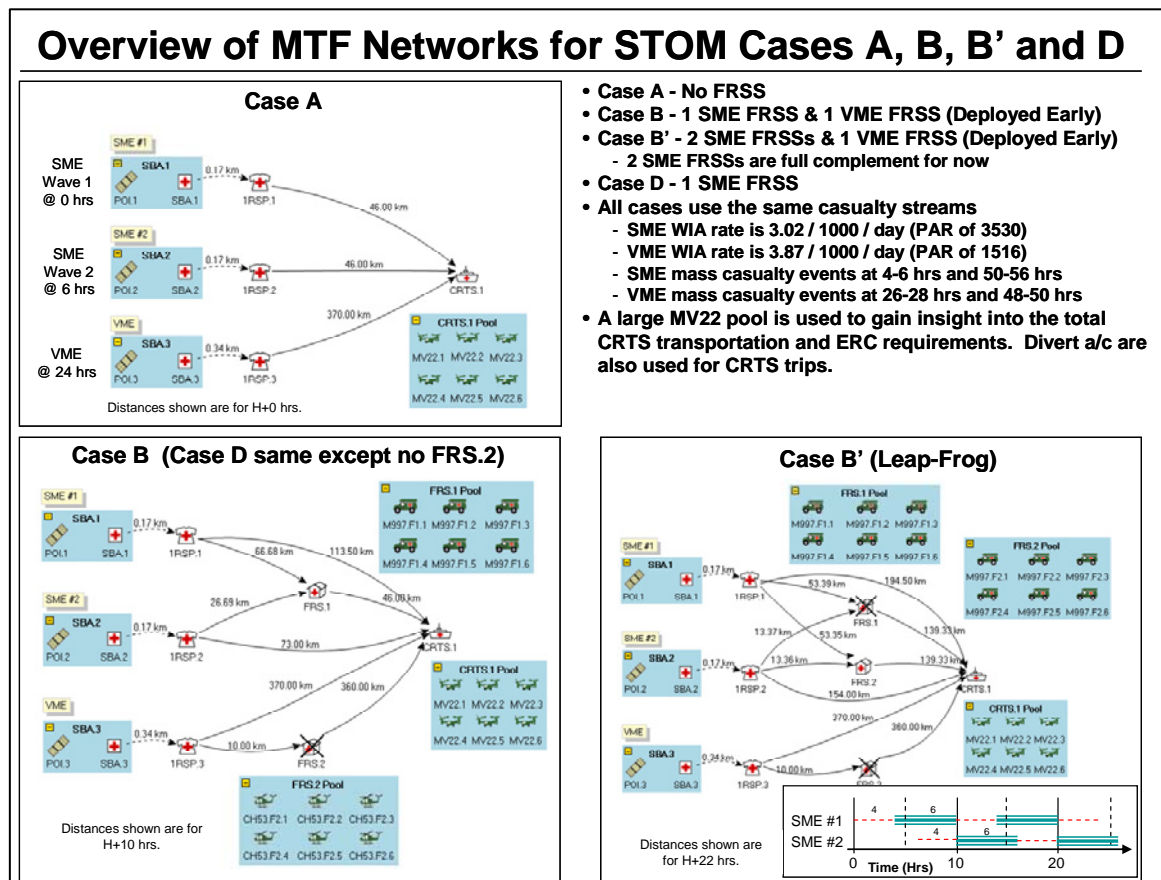 Overview of MTF Networks for STOM Cases A, B, B’ and D
Case A
SME #1
SME
Wave 1
@ 0 hrs
SBA.1
POI.1
SBA.1
0.17 km
1RSP.1
46.00 km
SME #2
SME
Wave 2
@ 6 hrs
SBA.2
POI.2
SBA.2
0.17 km
1RSP.2
46.00 km
CRTS.1
370.00 km
VME
VME
@ 24 hrs
SBA.3
POI.3
SBA.3
0.34 km
1RSP.3
CRTS.1 Pool
MV22.1 MV22.2 MV22.3
MV22.4 MV22.5 MV22.6
Distances shown are for H+0 hrs.
• Case A - No FRSS
• Case B - 1 SME FRSS & 1 VME FRSS (Deployed Early)
• Case B’ - 2 SME FRSSs & 1 VME FRSS (Deployed Early)
- 2 SME FRSSs are full complement for now
• Case D - 1 SME FRSS
• All cases use the same casualty streams
- SME WIA rate is 3.02 / 1000 / day (PAR of 3530)
- VME WIA rate is 3.87 / 1000 / day (PAR of 1516)
- SME mass casualty events at 4-6 hrs and 50-56 hrs
- VME mass casualty events at 26-28 hrs and 48-50 hrs
• A large MV22 pool is used to gain insight into the total
CRTS transportation and ERC requirements. Divert a/c are
also used for CRTS trips.
Case B (Case D same except no FRS.2)
SME #1
SBA.1
POI.1
SBA.1
0.17 km
1RSP.1
66.68 km
113.50 km
FRS.1 Pool
M997.F1.1 M997.F1.2 M997.F1.3
M997.F1.4 M997.F1.5 M997.F1.6
SME #2
SBA.2
POI.2
SBA.2
0.17 km
1RSP.2
26.69 km
FRS.1
46.00 km
73.00 km
CRTS.1
370.00 km
360.00 km
CRTS.1 Pool
MV22.1 MV22.2 MV22.3
MV22.4 MV22.5 MV22.6
VME
SBA.3
POI.3
SBA.3
0.34 km
1RSP.3
10.00 km
FRS.2
FRS.2 Pool
CH53.F2.1 CH53.F2.2 CH53.F2.3
CH53.F2.4 CH53.F2.5 CH53.F2.6
Distances shown are for
H+10 hrs.
Case B’ (Leap-Frog)
FRS.1 Pool
M997.F1.1 M997.F1.2 M997.F1.3
M997.F1.4 M997.F1.5 M997.F1.6
FRS.2 Pool
M997.F2.1 M997.F2.2 M997.F2.3
M997.F2.4 M997.F2.5 M997.F2.6
SME #1
SBA.1
POI.1
SBA.1
0.17 km
1RSP.1
53.39 km
194.50 km
FRS.1
13.37 km
53.35 km
139.33 km
SME #2
SBA.2
POI.2
SBA.2
0.17 km
1RSP.2
13.36 km
FRS.2
139.33 km
154.00 km
CRTS.1
370.00 km
360.00 km
VME
SBA.3
POI.3
SBA.3
0.34 km
1RSP.3
10.00 km
CRTS.1 Pool
MV22.1 MV22.2 MV22.3
MV22.4 MV22.5 MV22.6
Distances shown are
for H+22 hrs.
4 6
SME #1
4 6
SME #2
0 10 20
Time (Hrs)